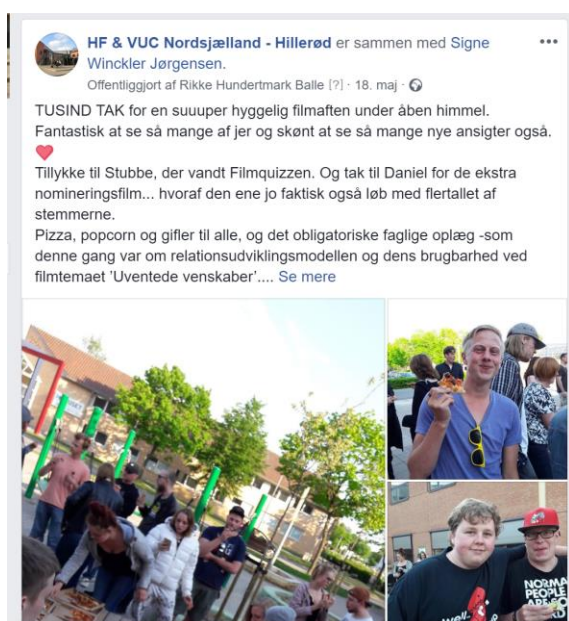 HF & VUC Nordsjælland - Hillerød er sammen med Signe
Winckler Jørgensen.
Offentliggjort af Rikke Hundertmark Balle [?] · 18. maj ·
TUSIND TAK for en suuuper hyggelig filmaften under åben himmel.
Fantastisk at se så mange af jer og skønt at se så mange nye ansigter også.
Tillykke til Stubbe, der vandt Filmquizzen. Og tak til Daniel for de ekstra
nomineringsfilm... hvoraf den ene jo faktisk også løb med flertallet af
stemmerne.
Pizza, popcorn og gifler til alle, og det obligatoriske faglige oplæg -som
denne gang var om relationsudviklingsmodellen og dens brugbarhed ved
filmtemaet 'Uventede venskaber'.... Se mere
NORMA
PEOPLE